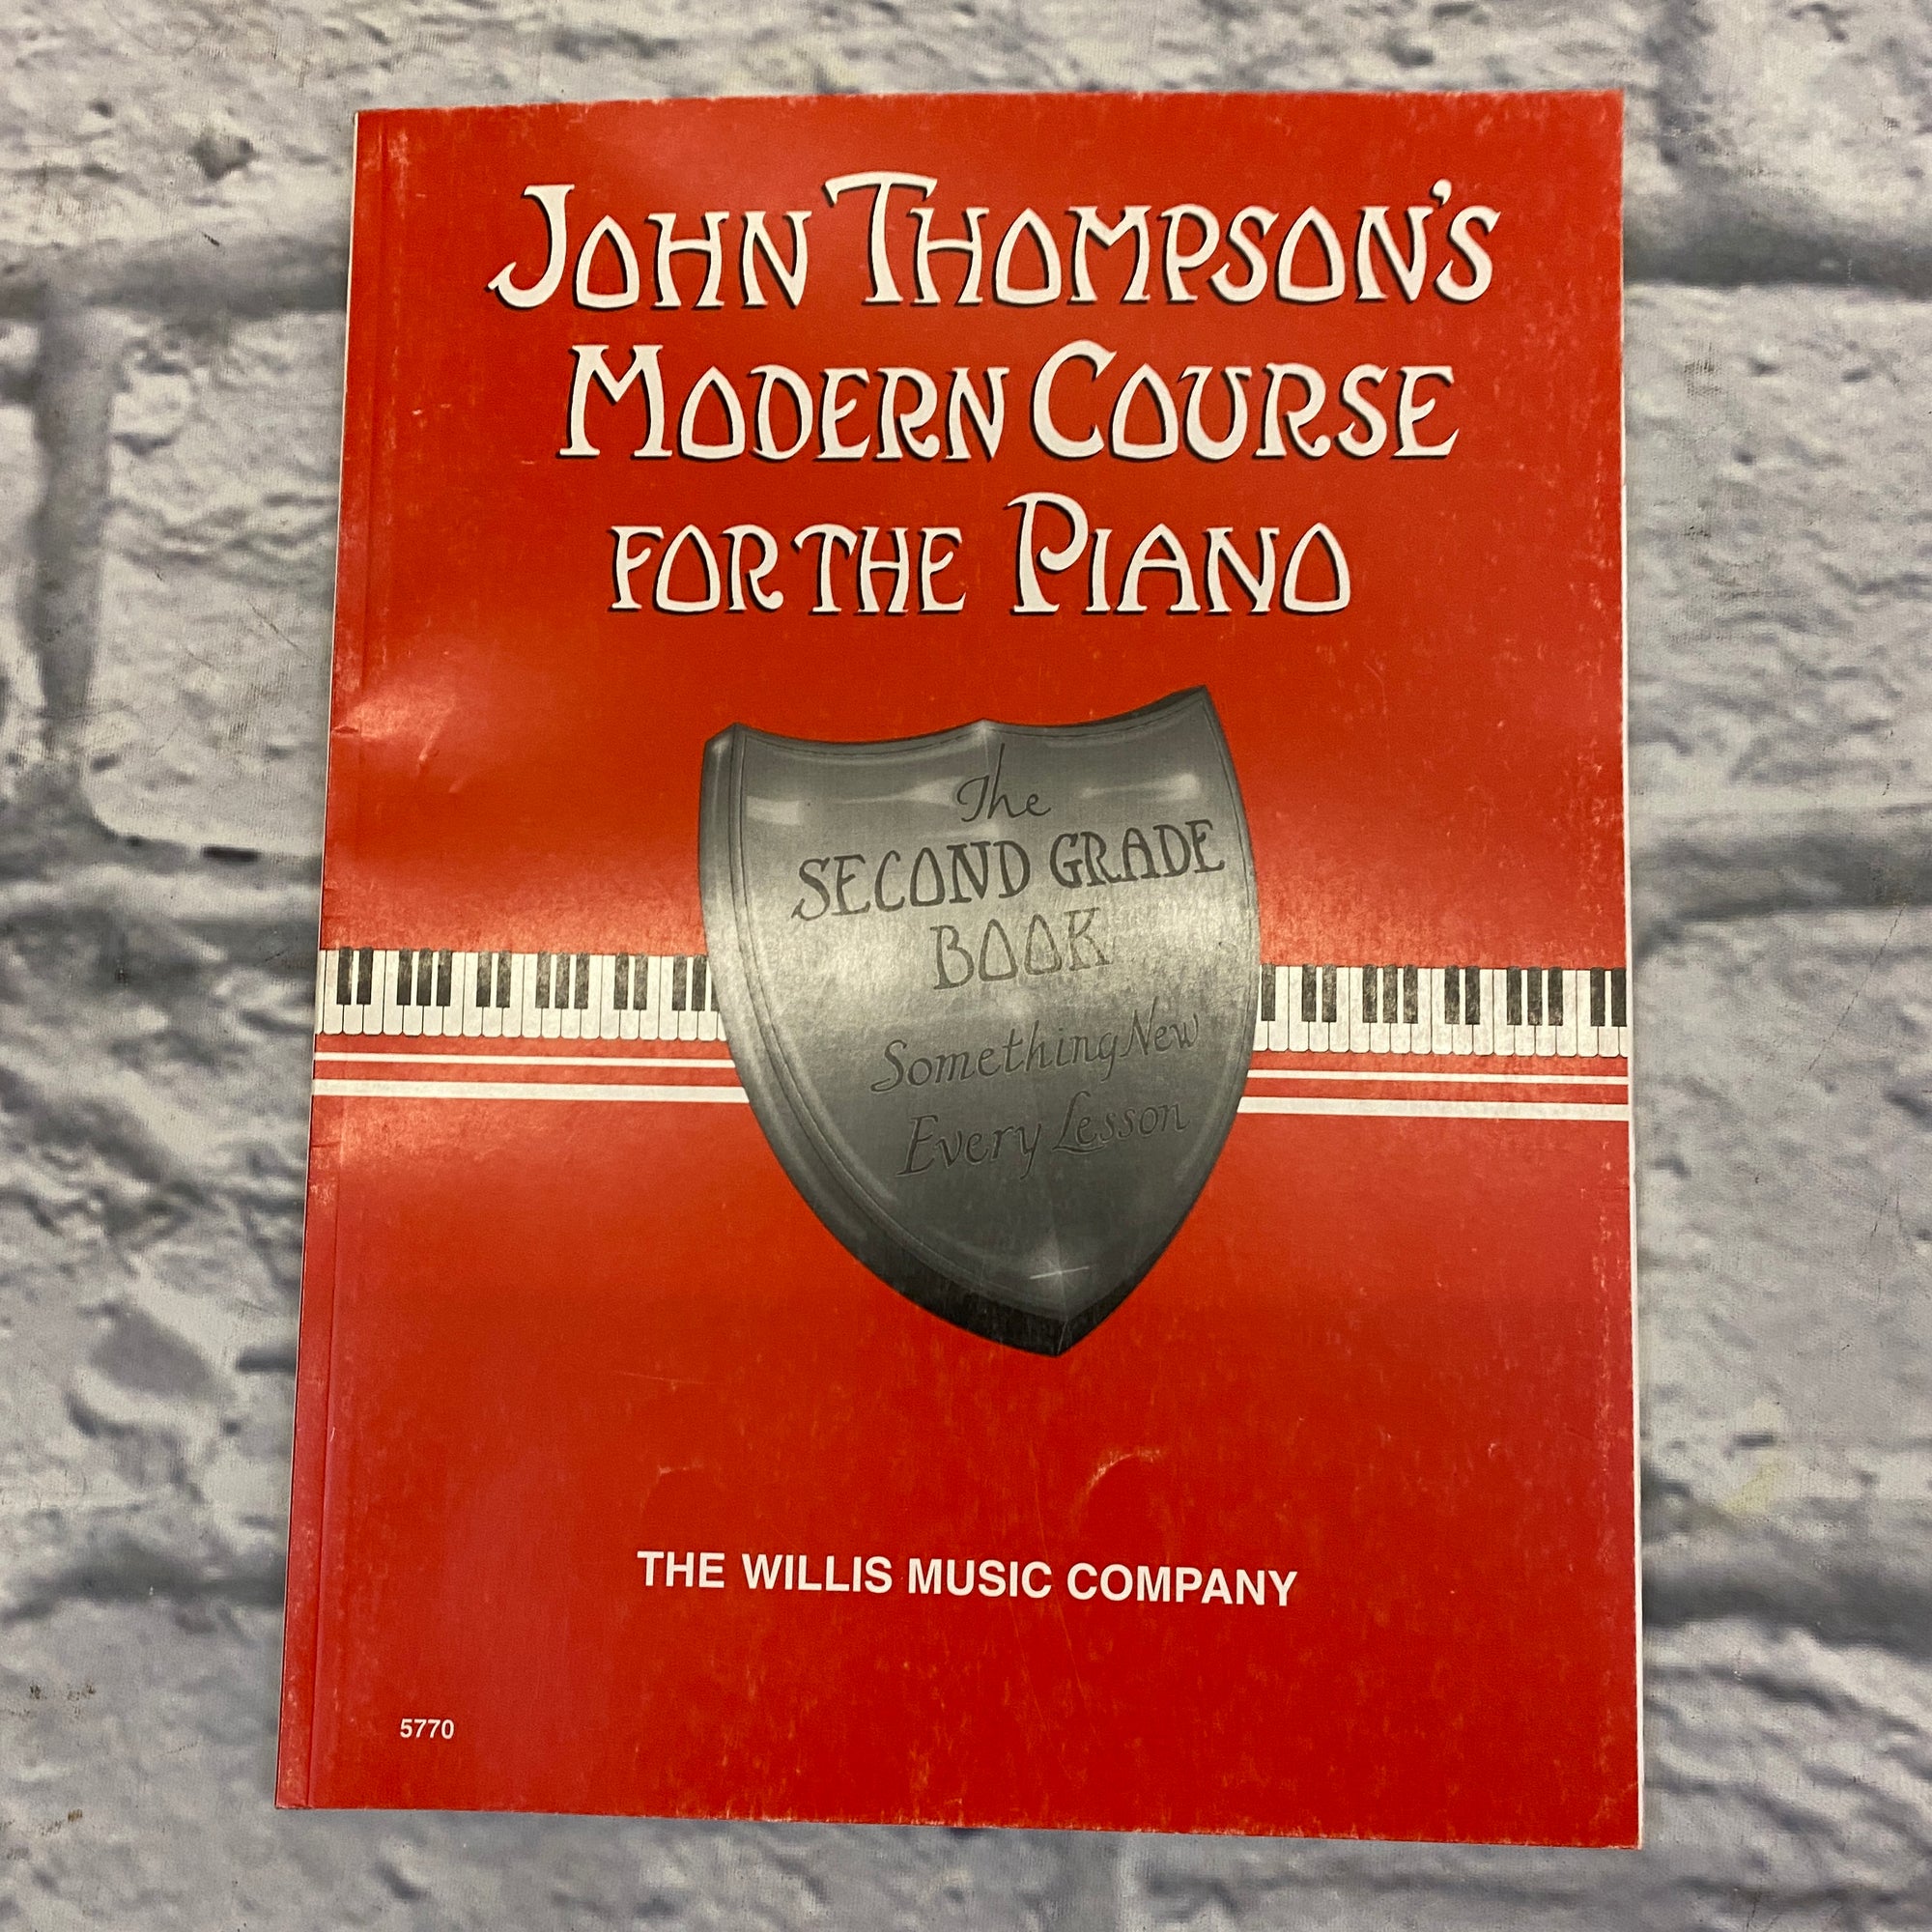 JOHN THOMPSON'S
MODERN COURSE
FOR THE PIANO
The
SECOND GRADE
BOOK
Something New
Every Lesson
THE WILLIS MUSIC COMPANY
5770